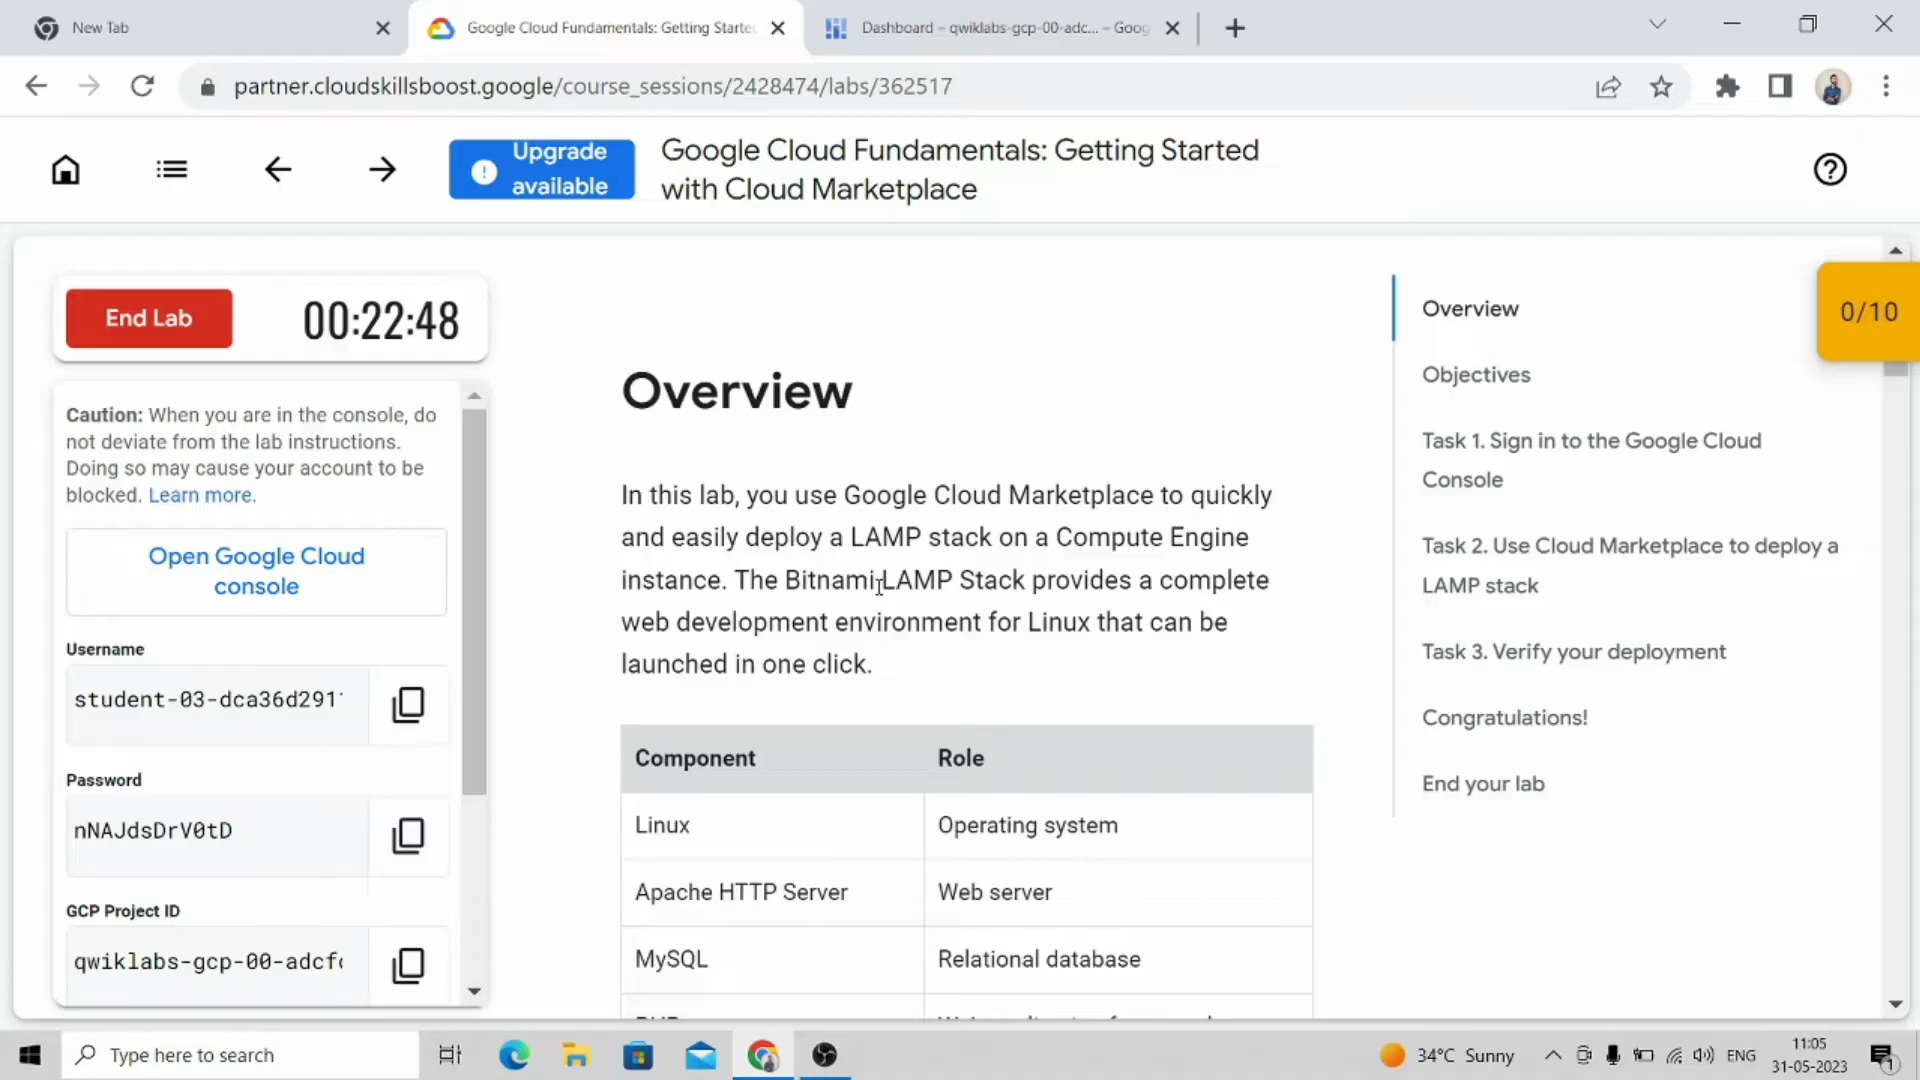 New Tab
Google Cloud Fundamentals: Getting Starte
Dashboard – qwiklabs-gcp-00-adc... – Goog
partner.cloudskillsboost.google/course_sessions/2428474/labs/362517
Upgrade
available
Google Cloud Fundamentals: Getting Started
with Cloud Marketplace
End Lab
00:22:48
Caution: When you are in the console, do
not deviate from the lab instructions.
Doing so may cause your account to be
blocked. Learn more.
Open Google Cloud
console
Username
student-03-dca36d291
Password
nNAJdsDrV0tD
GCP Project ID
qwiklabs-gcp-00-adcf
Overview
In this lab, you use Google Cloud Marketplace to quickly
and easily deploy a LAMP stack on a Compute Engine
instance. The Bitnami LAMP Stack provides a complete
web development environment for Linux that can be
launched in one click.
Component Role
Linux Operating system
Apache HTTP Server Web server
MySQL Relational database
Overview
Objectives
Task 1. Sign in to the Google Cloud
Console
Task 2. Use Cloud Marketplace to deploy a
LAMP stack
Task 3. Verify your deployment
Congratulations!
End your lab
0/10
Type here to search
34°C Sunny
ENG
11:05
31-05-2023
1